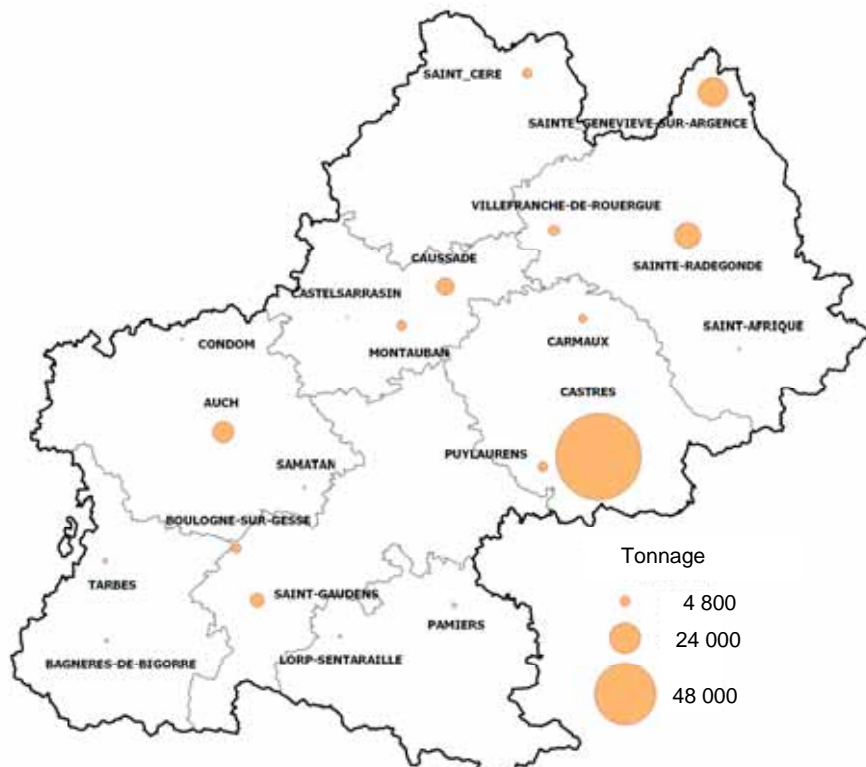 SAINT_CERE
SAINTE-GENEVIEVE-SUR-ARGENCE
VILLEFRANCHE-DE-ROUERGUE
CAUSSADE
SAINTE-RADEGONDE
CASTELSARRASIN
SAINT-AFRIQUE
CONDOM
MONTAUBAN
CARMAUX
CASTRES
AUCH
PUYLAURENS
SAMATAN
BOULOGNE-SUR-GESSE
Tonnage
TARBES
SAINT-GAUDENS
4 800
PAMIERS
24 000
BAGNERES-DE-BIGORRE
LORP-SENTARAILLE
48 000